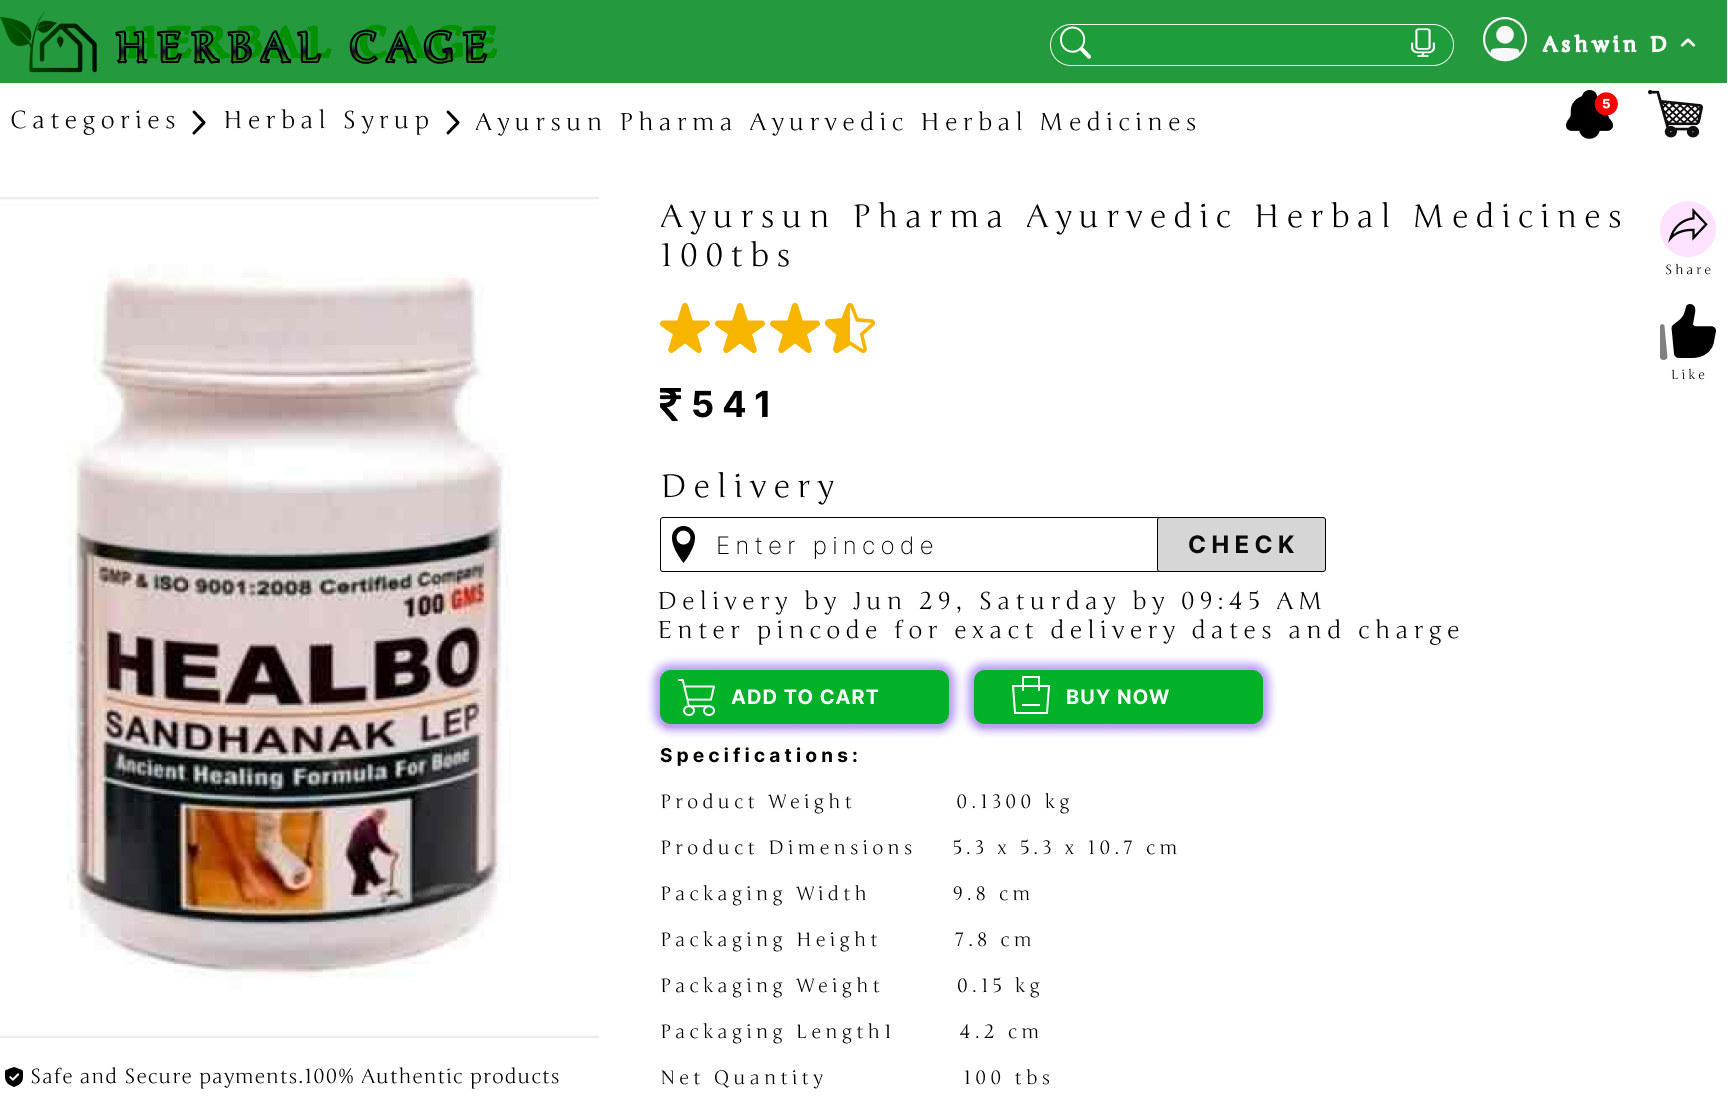 HERBAL CAGE
Ashwin D
Categories
Herbal Syrup
Ayursun Pharma Ayurvedic Herbal Medicines
5
Ayursun Pharma Ayurvedic Herbal Medicines
100tbs
Share
Like
₹541
Delivery
Enter pincode
CHECK
Delivery by Jun 29, Saturday by 09:45 AM
Enter pincode for exact delivery dates and charge
ADD TO CART
BUY NOW
Specifications:
Product Weight 0.1300 kg
Product Dimensions 5.3 x 5.3 x 10.7 cm
Packaging Width 9.8 cm
Packaging Height 7.8 cm
Packaging Weight 0.15 kg
Packaging Length1 4.2 cm
Net Quantity 100 tbs
GMP & ISO 9001:2008 Certified Company
100 GMS
HEALBO
SANDHANAK LEP
Ancient Healing Formula For Bone
Safe and Secure payments.100% Authentic products